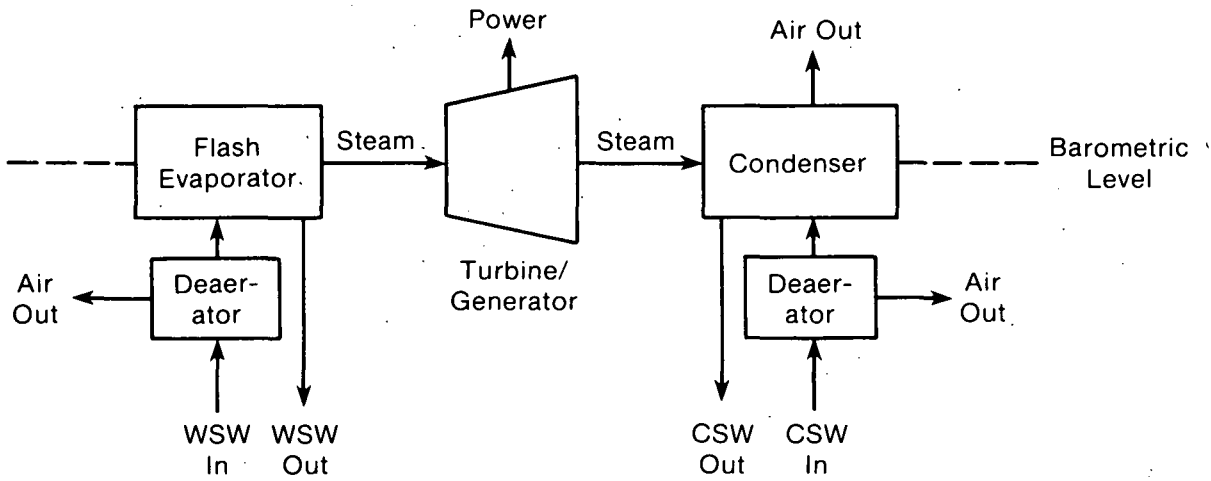 Power
Air Out
Flash
Evaporator
Steam
Steam
Condenser
Barometric
Level
Air
Out
Deaer-
ator
Turbine/
Generator
Deaer-
ator
Air
Out
WSW
In
WSW
Out
CSW
Out
CSW
In